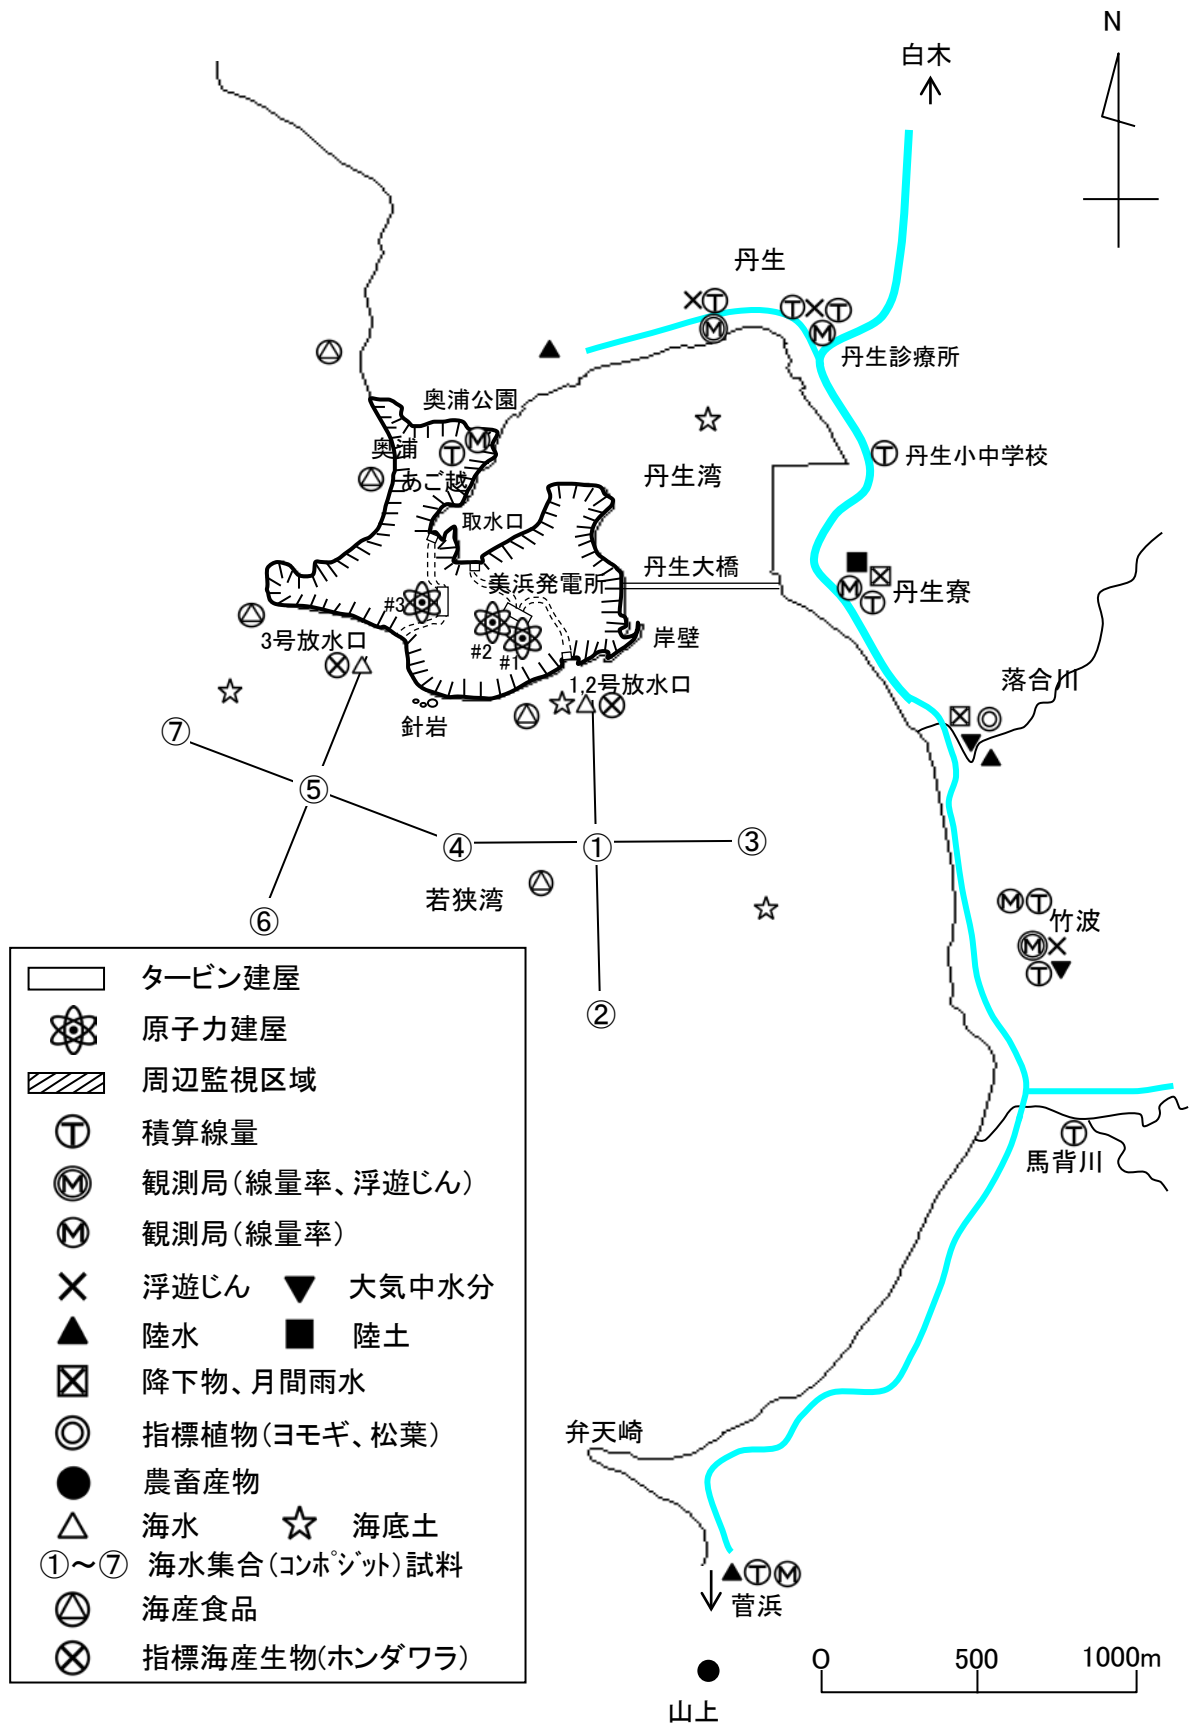 N
白木
丹生
T
T
T
M
M
丹生診療所
奥浦公園
奥浦
M
T
あご越
丹生湾
T
丹生小中学校
取水口
美浜発電所
丹生大橋
M
T
丹生寮
#3
#2
#1
3号放水口
岸壁
1,2号放水口
針岩
落合川
⑦
⑤
④
①
③
⑥
②
若狭湾
M
T
竹波
M
T
T
馬背川
タービン建屋
原子力建屋
周辺監視区域
T
積算線量
M
観測局(線量率、浮遊じん)
M
観測局(線量率)
浮遊じん
大気中水分
陸水
陸土
降下物、月間雨水
指標植物(ヨモギ、松葉)
農畜産物
海水
海底土
①~⑦ 海水集合(コンポジット)試料
海産食品
指標海産生物(ホンダワラ)
弁天崎
T
M
菅浜
山上
O
500
1000m